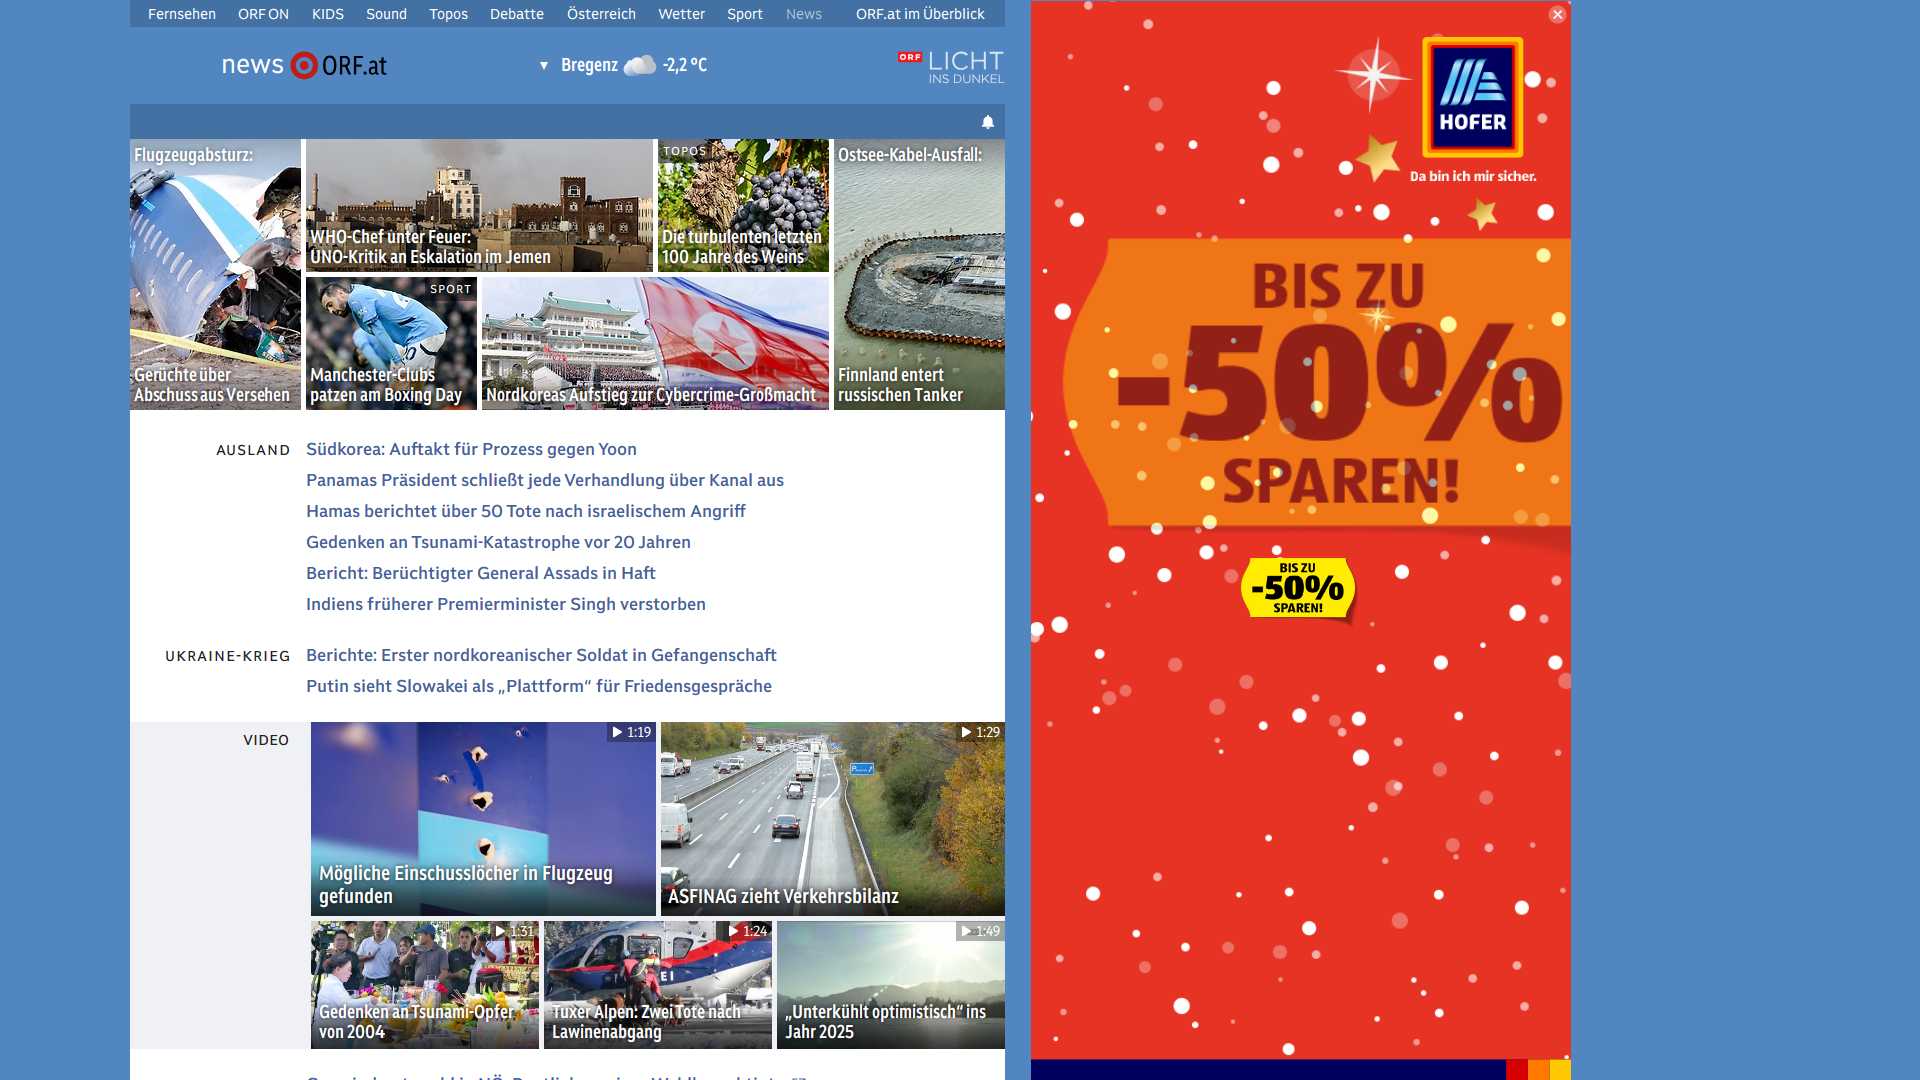 Fernsehen ORF ON KIDS Sound Topos Debatte Österreich Wetter Sport News ORF.at im Überblick
news ORF.at
▼ Bregenz -2,2 °C
ORF LICHT
INS DUNKEL
Flugzeugabsturz:
Gerüchte über
Abschuss aus Versehen
WHO-Chef unter Feuer:
UNO-Kritik an Eskalation im Jemen
TOPOS
Die turbulenten letzten
100 Jahre des Weins
Ostsee-Kabel-Ausfall:
Finnland entert
russischen Tanker
SPORT
Manchester-Clubs
patzen am Boxing Day
Nordkoreas Aufstieg zur Cybercrime-Großmacht
AUSLAND
Südkorea: Auftakt für Prozess gegen Yoon
Panamas Präsident schließt jede Verhandlung über Kanal aus
Hamas berichtet über 50 Tote nach israelischem Angriff
Gedenken an Tsunami-Katastrophe vor 20 Jahren
Bericht: Berüchtigter General Assads in Haft
Indiens früherer Premierminister Singh verstorben
UKRAINE-KRIEG
Berichte: Erster nordkoreanischer Soldat in Gefangenschaft
Putin sieht Slowakei als „Plattform“ für Friedensgespräche
VIDEO
1:19
Mögliche Einschusslöcher in Flugzeug
gefunden
1:29
ASFINAG zieht Verkehrsbilanz
1:31
Gedenken an Tsunami-Opfer
von 2004
1:24
Tuxer Alpen: Zwei Tote nach
Lawinenabgang
1:49
„Unterkühlt optimistisch“ ins
Jahr 2025
HOFER
Da bin ich mir sicher.
BIS ZU
-50%
SPAREN!
BIS ZU
-50%
SPAREN!